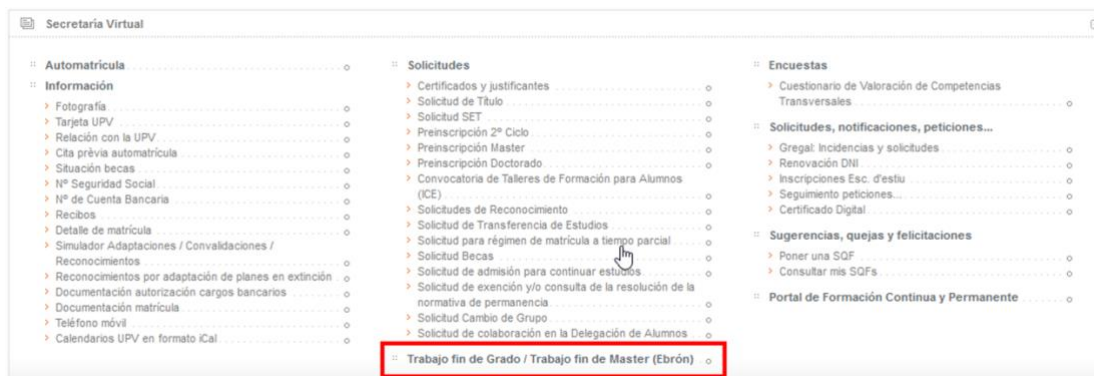 Secretaría Virtual
Automatrícula
Información
Fotografía
Tarjeta UPV
Relación con la UPV
Cita prèvia automatrícula
Situación becas
Nº Seguridad Social
Nº de Cuenta Bancaria
Recibos
Detalle de matrícula
Simulador Adaptaciones / Convalidaciones /
Reconocimientos
Reconocimientos por adaptación de planes en extinción
Documentación autorización cargos bancarios
Documentación matrícula
Teléfono móvil
Calendarios UPV en formato iCal
Solicitudes
Certificados y justificantes
Solicitud de Título
Solicitud SET
Preinscripción 2º Ciclo
Preinscripción Master
Preinscripción Doctorado
Convocatoria de Talleres de Formación para Alumnos
(ICE)
Solicitudes de Reconocimiento
Solicitud de Transferencia de Estudios
Solicitud para régimen de matrícula a tiempo parcial
Solicitud Becas
Solicitud de admisión para continuar estudios
Solicitud de exención y/o consulta de la resolución de la
normativa de permanencia
Solicitud Cambio de Grupo
Solicitud de colaboración en la Delegación de Alumnos
Trabajo fin de Grado / Trabajo fin de Master (Ebrón)
Encuestas
Cuestionario de Valoración de Competencias
Transversales
Solicitudes, notificaciones, peticiones...
Gregal: Incidencias y solicitudes
Renovación DNI
Inscripciones Esc. d'estiu
Seguimiento peticiones...
Certificado Digital
Sugerencias, quejas y felicitaciones
Poner una SQF
Consultar mis SQFs
Portal de Formación Continua y Permanente